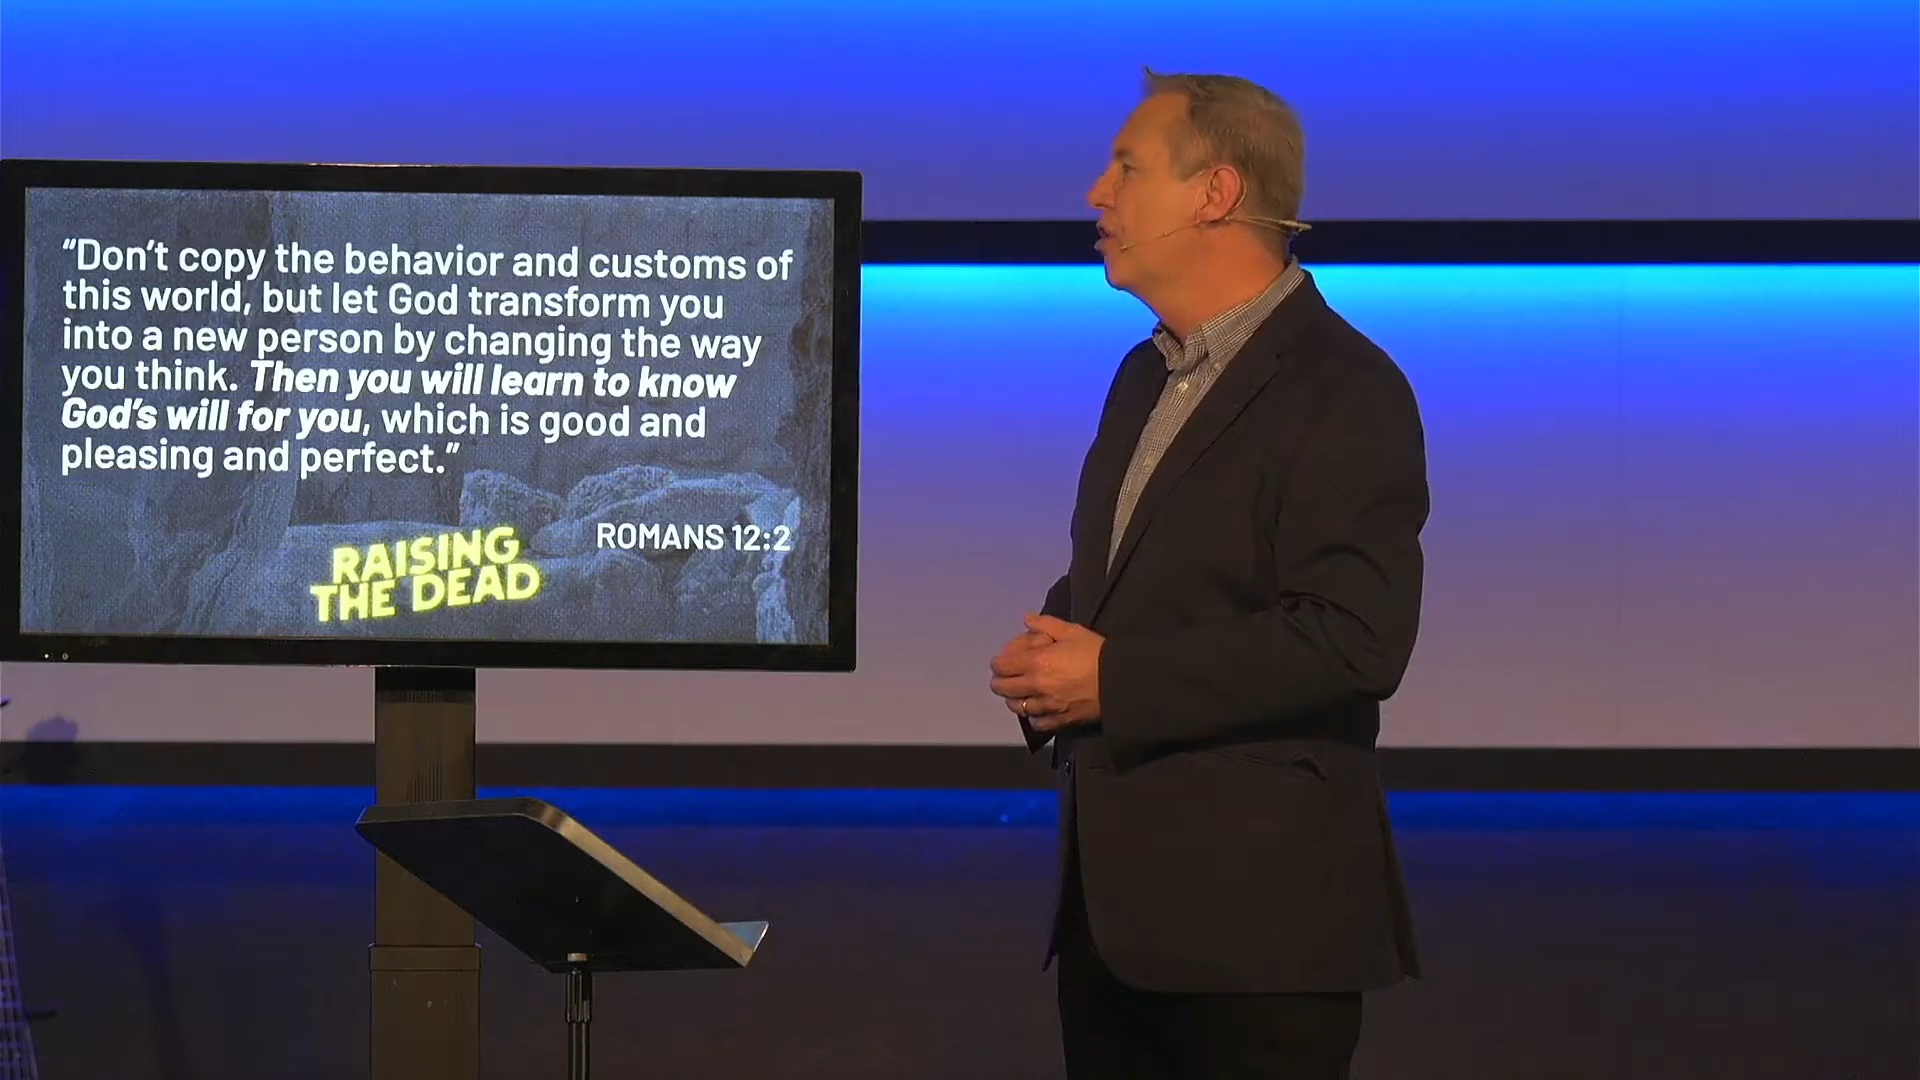 “Don’t copy the behavior and customs of
this world, but let God transform you
into a new person by changing the way
you think. Then you will learn to know
God’s will for you, which is good and
pleasing and perfect.”
ROMANS 12:2
RAISING
THE DEAD